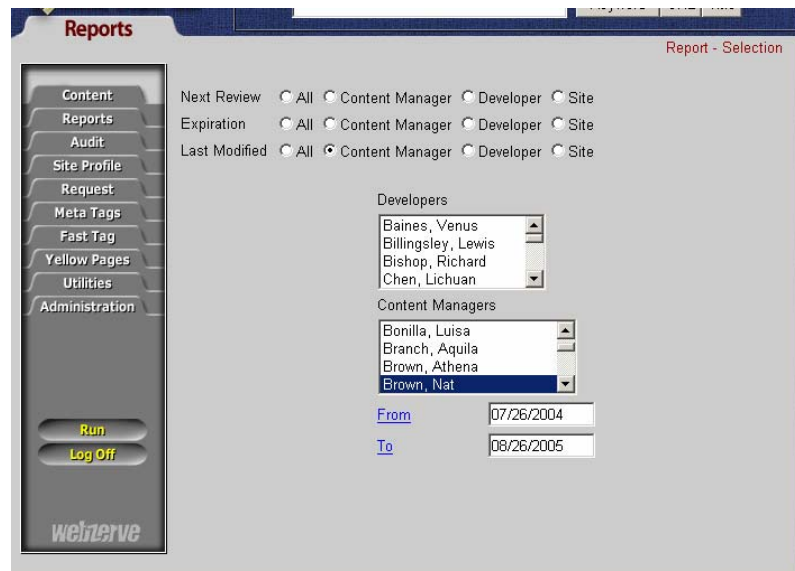 Reports
Report - Selection
Content
Reports
Audit
Site Profile
Request
Meta Tags
Fast Tag
Yellow Pages
Utilities
Administration
Run
Log Off
webzerve
Next Review All Content Manager Developer Site
Expiration All Content Manager Developer Site
Last Modified All Content Manager Developer Site
Developers
Baines, Venus
Billingsley, Lewis
Bishop, Richard
Chen, Lichuan
Content Managers
Bonilla, Luisa
Branch, Aquila
Brown, Athena
Brown, Nat
From 07/26/2004
To 08/26/2005